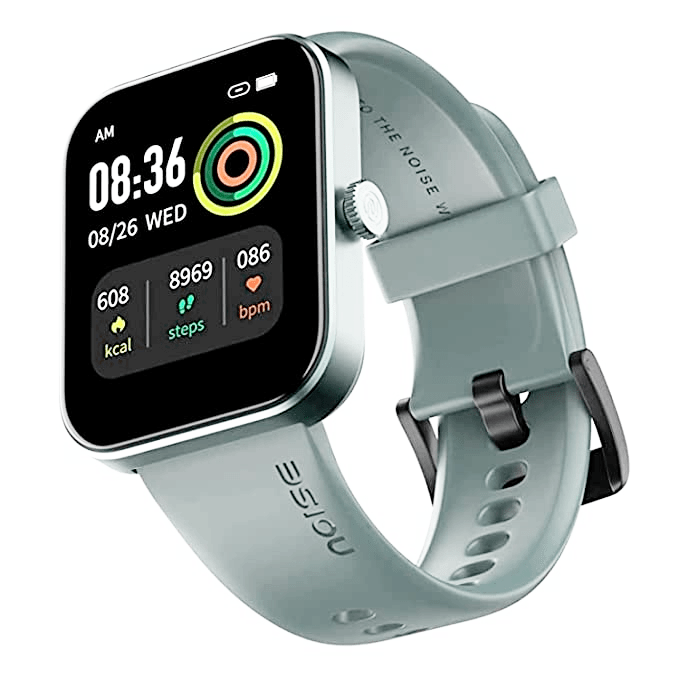 AM
08:36
08/26 WED
608
kcal
8969
steps
086
bpm
TO THE NOISE W
noise